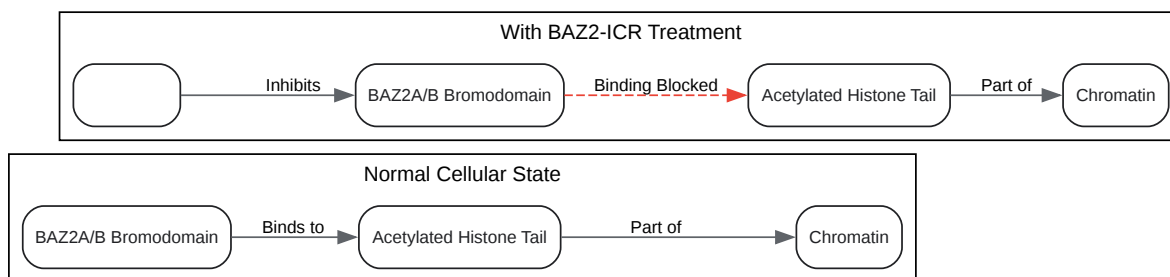 With BAZ2-ICR Treatment
Inhibits
BAZ2A/B Bromodomain
Binding Blocked
Acetylated Histone Tail
Part of
Chromatin
Normal Cellular State
BAZ2A/B Bromodomain
Binds to
Acetylated Histone Tail
Part of
Chromatin